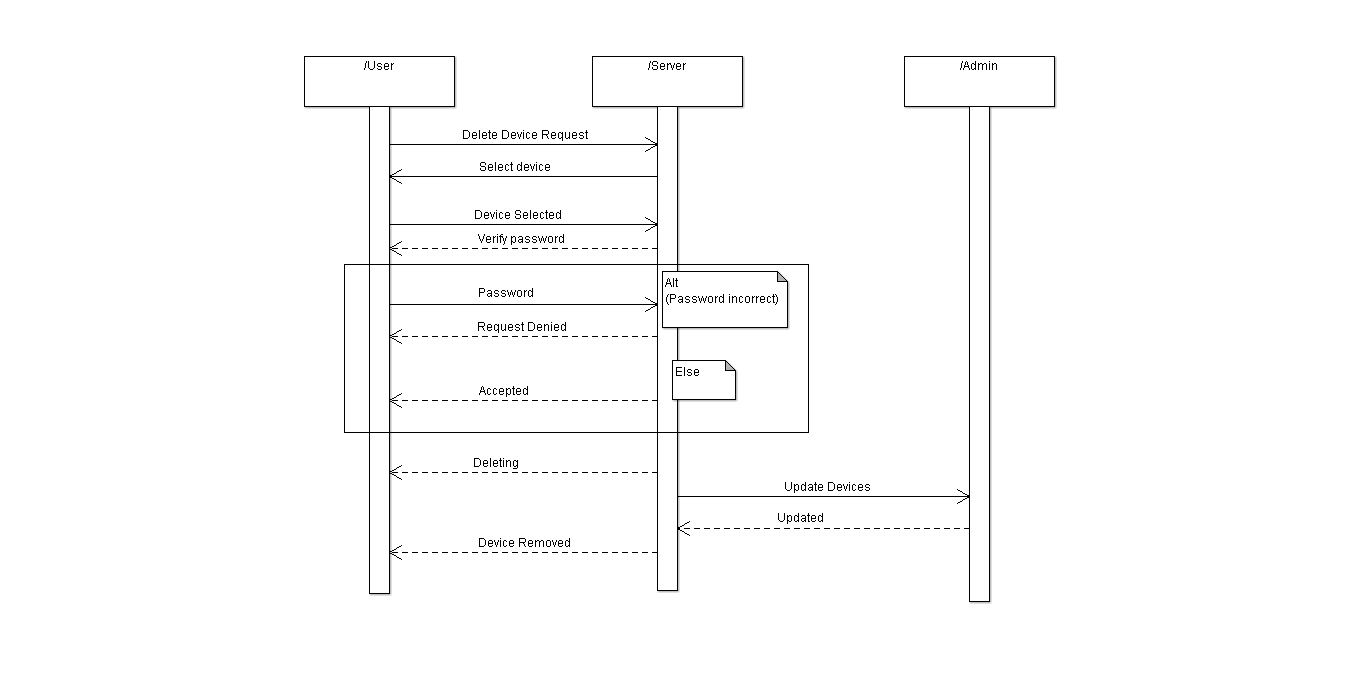 /User
/Server
/Admin
Delete Device Request
Select device
Device Selected
Verify password
Alt
(Password incorrect)
Password
Request Denied
Else
Accepted
Deleting
Update Devices
Updated
Device Removed